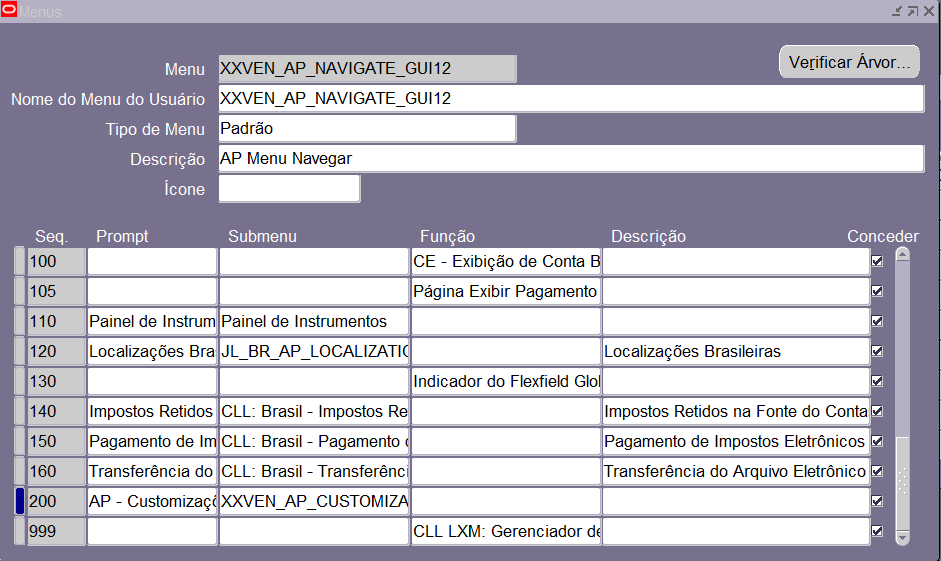 Menus
Menu XXVEN_AP_NAVIGATE_GUI12 Verificar Árvor...
Nome do Menu do Usuário XXVEN_AP_NAVIGATE_GUI12
Tipo de Menu Padrão
Descrição AP Menu Navegar
Ícone
Seq. Prompt Submenu Função Descrição Conceder
100 CE - Exibição de Conta B
105 Página Exibir Pagamento
110 Painel de Instrum Painel de Instrumentos
120 Localizações Bra JL_BR_AP_LOCALIZATIO Localizações Brasileiras
130 Indicador do Flexfield Glo
140 Impostos Retidos CLL: Brasil - Impostos Re Impostos Retidos na Fonte do Conta
150 Pagamento de Im CLL: Brasil - Pagamento d Pagamento de Impostos Eletrônicos
160 Transferência do CLL: Brasil - Transferênci Transferência do Arquivo Eletrônico
200 AP - Customizaçõ XXVEN_AP_CUSTOMIZA
999 CLL LXM: Gerenciador de